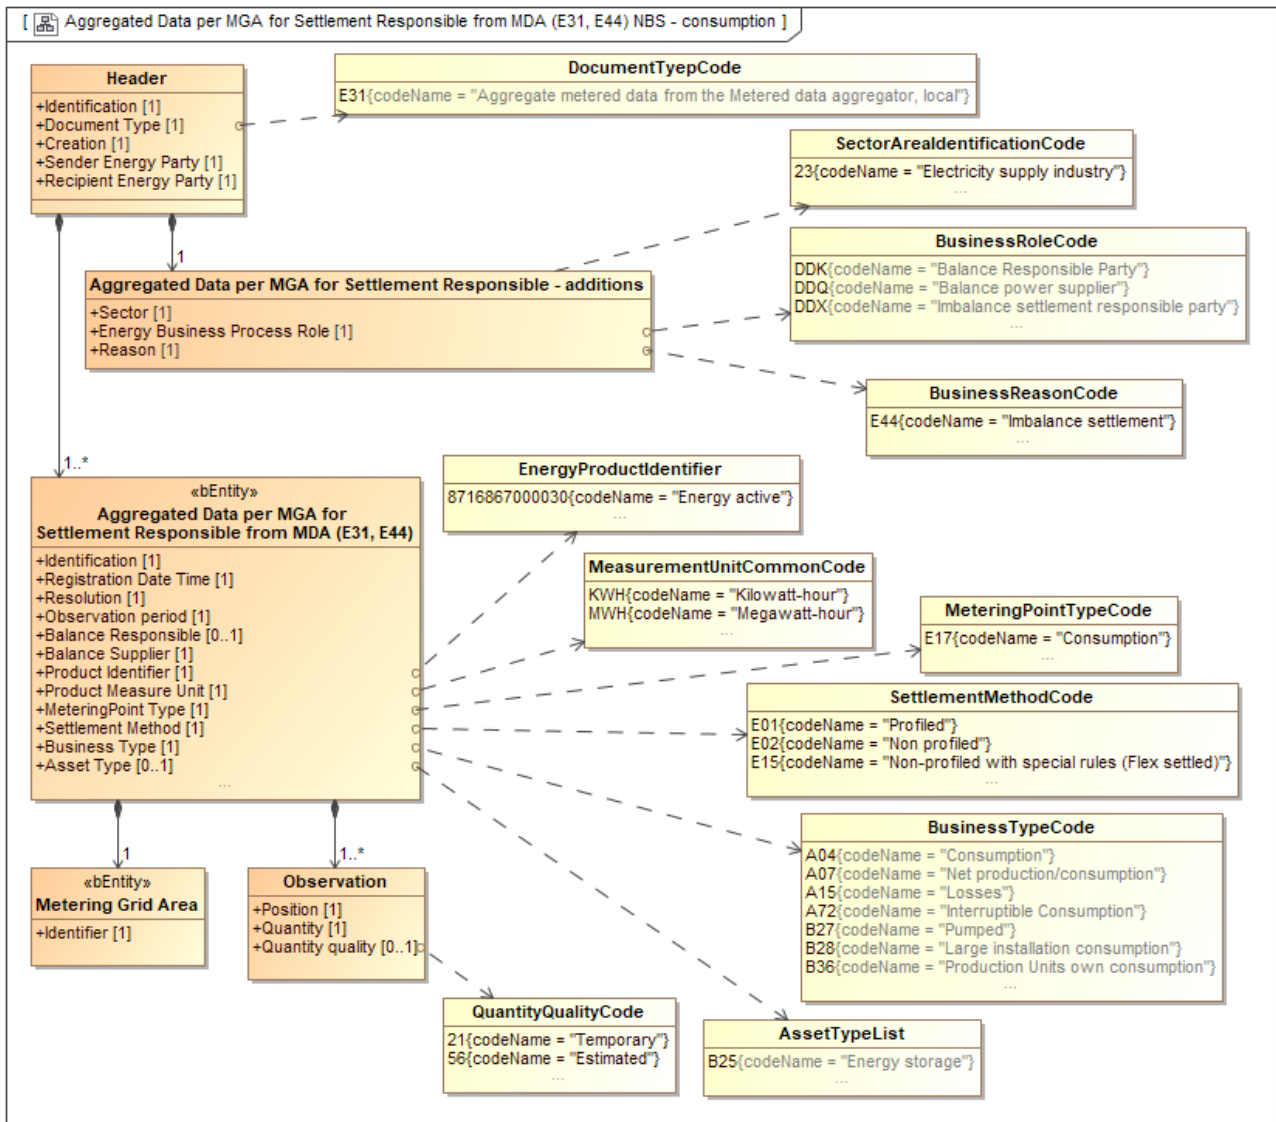 [ Aggregated Data per MGA for Settlement Responsible from MDA (E31, E44) NBS - consumption ]
Header
+Identification [1]
+Document Type [1]
+Creation [1]
+Sender Energy Party [1]
+Recipient Energy Party [1]
DocumentTyepCode
E31{codeName = "Aggregate metered data from the Metered data aggregator, local"}
SectorAreaIdentificationCode
23{codeName = "Electricity supply industry"}
...
1
Aggregated Data per MGA for Settlement Responsible - additions
+Sector [1]
+Energy Business Process Role [1]
+Reason [1]
BusinessRoleCode
DDK{codeName = "Balance Responsible Party"}
DDQ{codeName = "Balance power supplier"}
DDX{codeName = "Imbalance settlement responsible party"}
...
BusinessReasonCode
E44{codeName = "Imbalance settlement"}
...
1..*
«bEntity»
Aggregated Data per MGA for
Settlement Responsible from MDA (E31, E44)
+Identification [1]
+Registration Date Time [1]
+Resolution [1]
+Observation period [1]
+Balance Responsible [0..1]
+Balance Supplier [1]
+Product Identifier [1]
+Product Measure Unit [1]
+MeteringPoint Type [1]
+Settlement Method [1]
+Business Type [1]
+Asset Type [0..1]
...
EnergyProductIdentifier
8716867000030{codeName = "Energy active"}
...
MeasurementUnitCommonCode
KWH{codeName = "Kilowatt-hour"}
MWH{codeName = "Megawatt-hour"}
...
MeteringPointTypeCode
E17{codeName = "Consumption"}
...
SettlementMethodCode
E01{codeName = "Profiled"}
E02{codeName = "Non profiled"}
E15{codeName = "Non-profiled with special rules (Flex settled)"}
...
BusinessTypeCode
A04{codeName = "Consumption"}
A07{codeName = "Net production/consumption"}
A15{codeName = "Losses"}
A72{codeName = "Interruptible Consumption"}
B27{codeName = "Pumped"}
B28{codeName = "Large installation consumption"}
B36{codeName = "Production Units own consumption"}
...
1
«bEntity»
Metering Grid Area
+Identifier [1]
1..*
Observation
+Position [1]
+Quantity [1]
+Quantity quality [0..1]
QuantityQualityCode
21{codeName = "Temporary"}
56{codeName = "Estimated"}
...
AssetTypeList
B25{codeName = "Energy storage"}
...